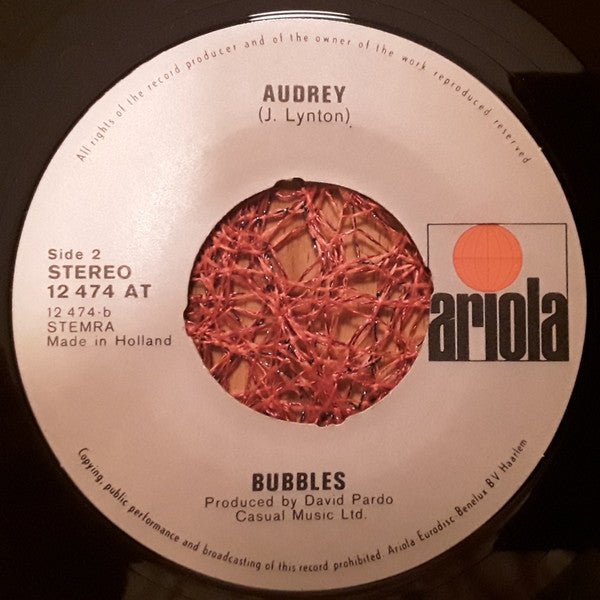 All rights of the record producer and of the owner of the work reproduced reserved
AUDREY
(J. Lynton)
Side 2
STEREO
12 474 AT
12 474-b
STEMRA
Made in Holland
ariola
BUBBLES
Produced by David Pardo
Casual Music Ltd.
Copying, public performance and broadcasting of this record prohibited. Ariola Eurodisc Benelux B.V Haarlem